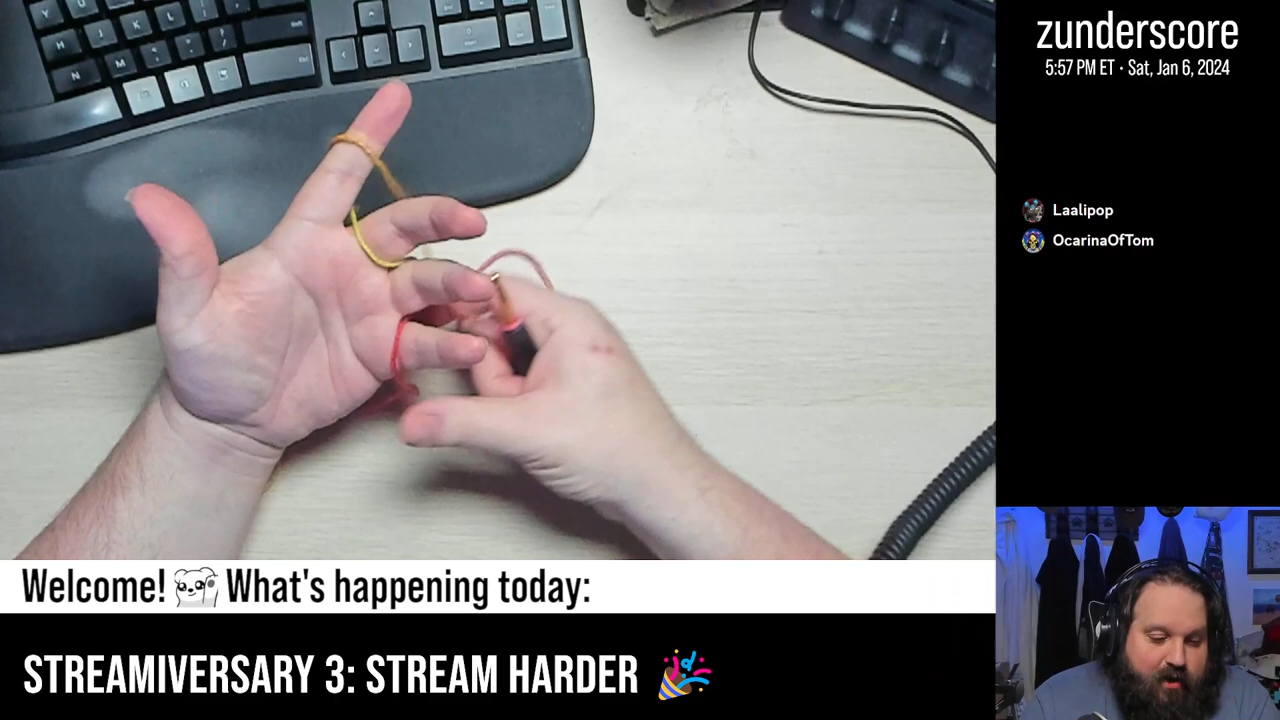 zunderscore
5:57 PM ET · Sat, Jan 6, 2024
Laalipop
OcarinaOfTom
Y
L
H
J
K
N
M
Ctrl
Welcome! What's happening today:
STREAMIVERSARY 3: STREAM HARDER